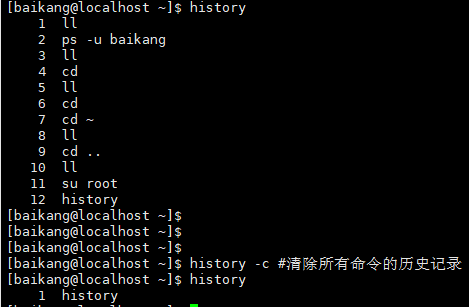 [baikang@localhost ~]$ history
1 ll
2 ps -u baikang
3 ll
4 cd
5 ll
6 cd
7 cd ~
8 ll
9 cd ..
10 ll
11 su root
12 history
[baikang@localhost ~]$
[baikang@localhost ~]$
[baikang@localhost ~]$
[baikang@localhost ~]$ history -c #清除所有命令的历史记录
[baikang@localhost ~]$ history
1 history